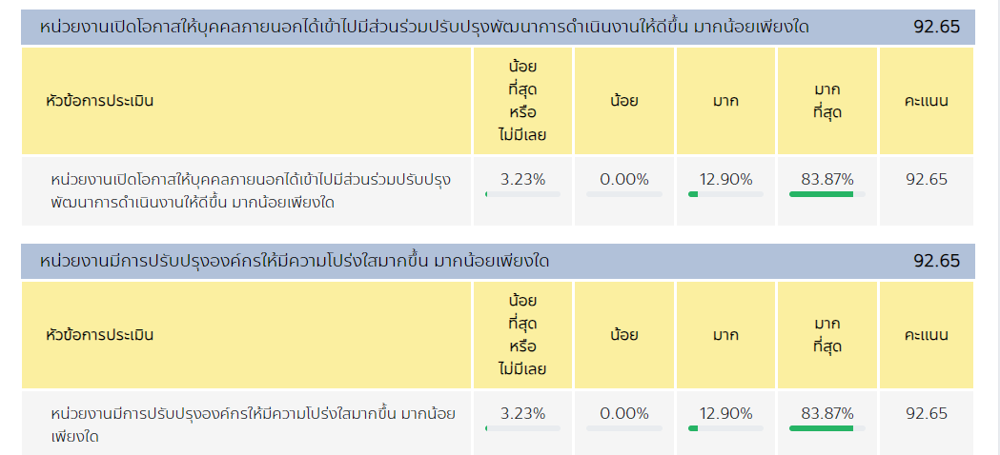 หน่วยงานเปิดโอกาสให้บุคคลภายนอกได้เข้าไปมีส่วนร่วมปรับปรุงพัฒนาการดำเนินงานให้ดีขึ้น มากน้อยเพียงใด 92.65
หัวข้อการประเมิน
น้อย
ที่สุด
หรือ
ไม่มีเลย
น้อย
มาก
มาก
ที่สุด
คะแนน
หน่วยงานเปิดโอกาสให้บุคคลภายนอกได้เข้าไปมีส่วนร่วมปรับปรุง
พัฒนาการดำเนินงานให้ดีขึ้น มากน้อยเพียงใด
3.23% 0.00% 12.90% 83.87% 92.65
หน่วยงานมีการปรับปรุงองค์กรให้มีความโปร่งใสมากขึ้น มากน้อยเพียงใด 92.65
หัวข้อการประเมิน
น้อย
ที่สุด
หรือ
ไม่มีเลย
น้อย
มาก
มาก
ที่สุด
คะแนน
หน่วยงานมีการปรับปรุงองค์กรให้มีความโปร่งใสมากขึ้น มากน้อย
เพียงใด
3.23% 0.00% 12.90% 83.87% 92.65